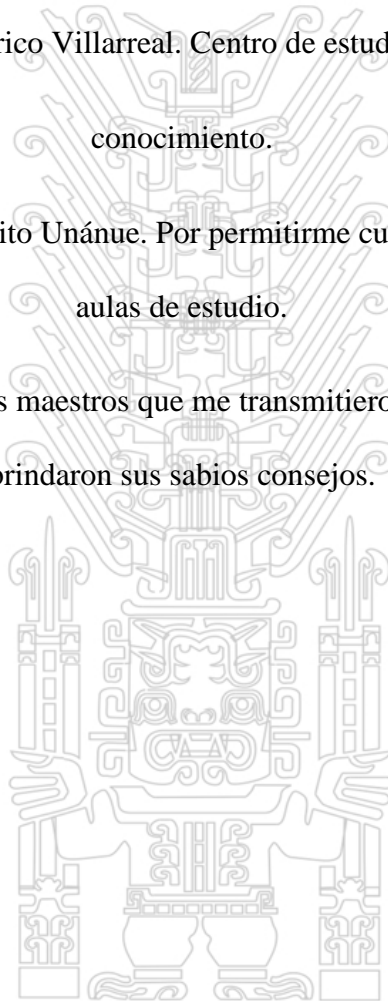 rico Villarreal. Centro de estud
conocimiento.
ito Unánue. Por permitirme cu
aulas de estudio.
s maestros que me transmitiero
brindaron sus sabios consejos.